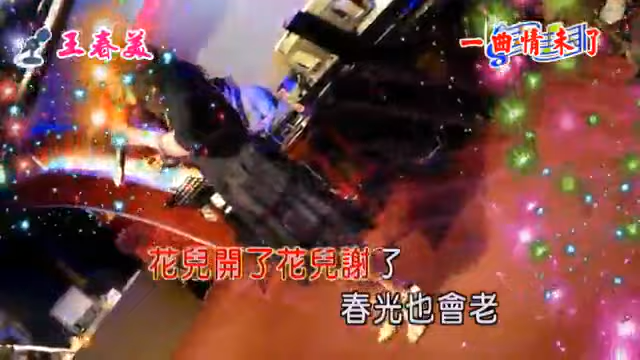 王春美
一曲情未了
花兒開了花兒謝了
春光也會老